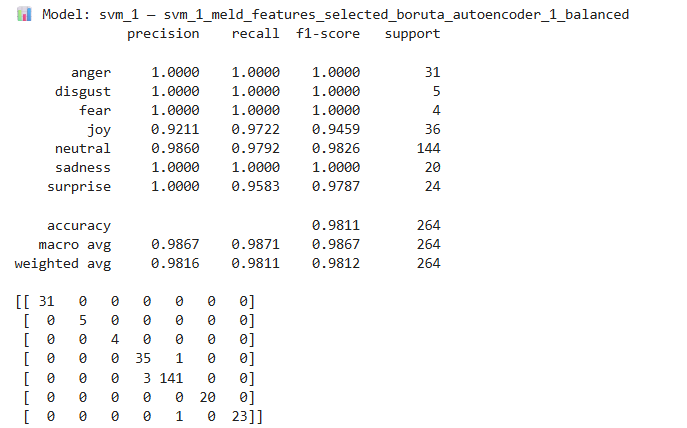 📊 Model: svm_1 — svm_1_meld_features_selected_boruta_autoencoder_1_balanced
              precision    recall  f1-score   support

       anger     1.0000    1.0000    1.0000        31
     disgust     1.0000    1.0000    1.0000         5
        fear     1.0000    1.0000    1.0000         4
         joy     0.9211    0.9722    0.9459        36
     neutral     0.9860    0.9792    0.9826       144
     sadness     1.0000    1.0000    1.0000        20
    surprise     1.0000    0.9583    0.9787        24

    accuracy                         0.9811       264
   macro avg     0.9867    0.9871    0.9867       264
weighted avg     0.9816    0.9811    0.9812       264

[[ 31   0   0   0   0   0   0]
 [  0   5   0   0   0   0   0]
 [  0   0   4   0   0   0   0]
 [  0   0   0  35   1   0   0]
 [  0   0   0   3 141   0   0]
 [  0   0   0   0   0  20   0]
 [  0   0   0   0   1   0  23]]